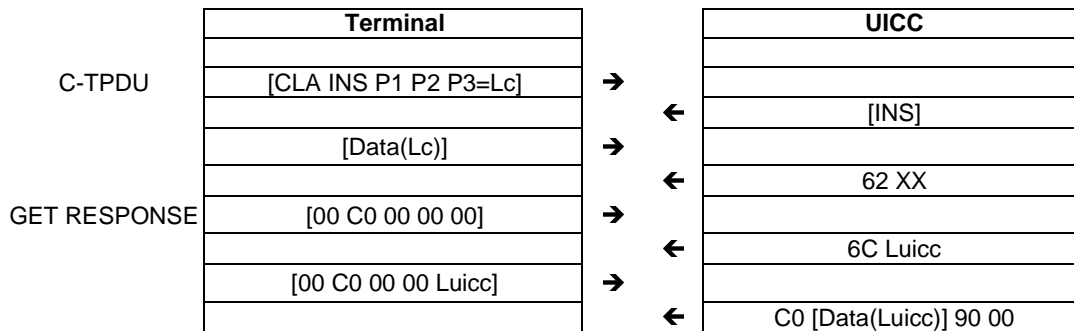 Terminal UICC
C-TPDU [CLA INS P1 P2 P3=Lc] ➔
🡰 [INS]
[Data(Lc)] ➔
🡰 62 XX
GET RESPONSE [00 C0 00 00 00] ➔
🡰 6C Luicc
[00 C0 00 00 Luicc] ➔
🡰 C0 [Data(Luicc)] 90 00